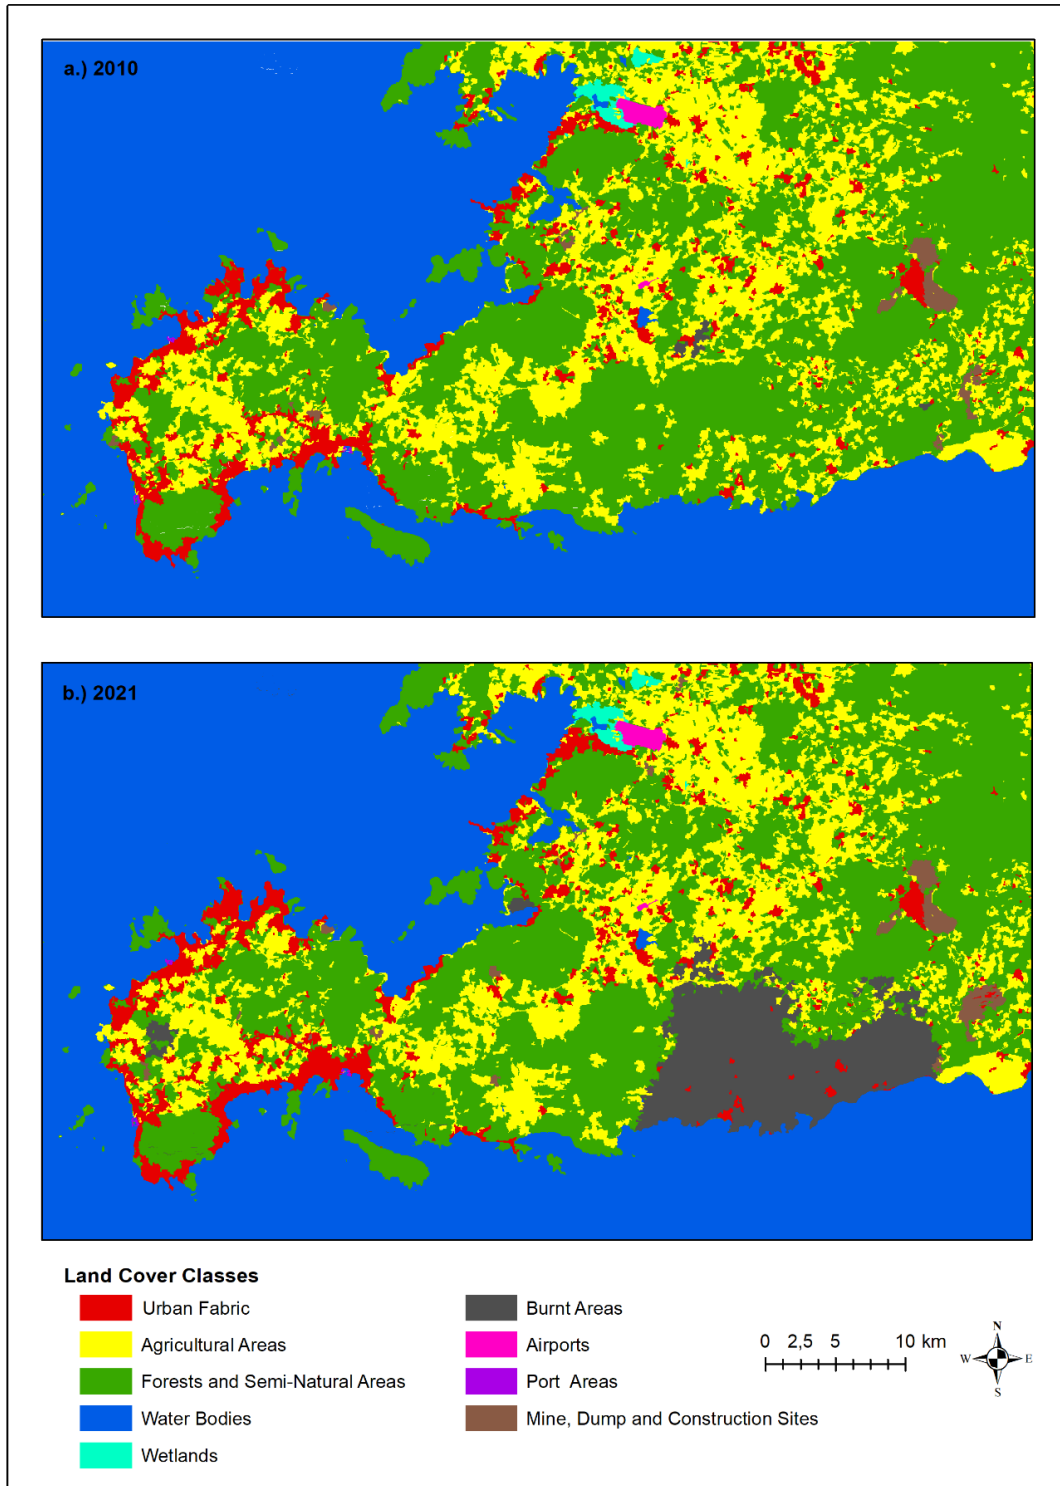 a.) 2010
b.) 2021
Land Cover Classes
Urban Fabric
Agricultural Areas
Forests and Semi-Natural Areas
Water Bodies
Wetlands
Burnt Areas
Airports
Port Areas
Mine, Dump and Construction Sites
0 2,5 5 10 km
N
W E
S